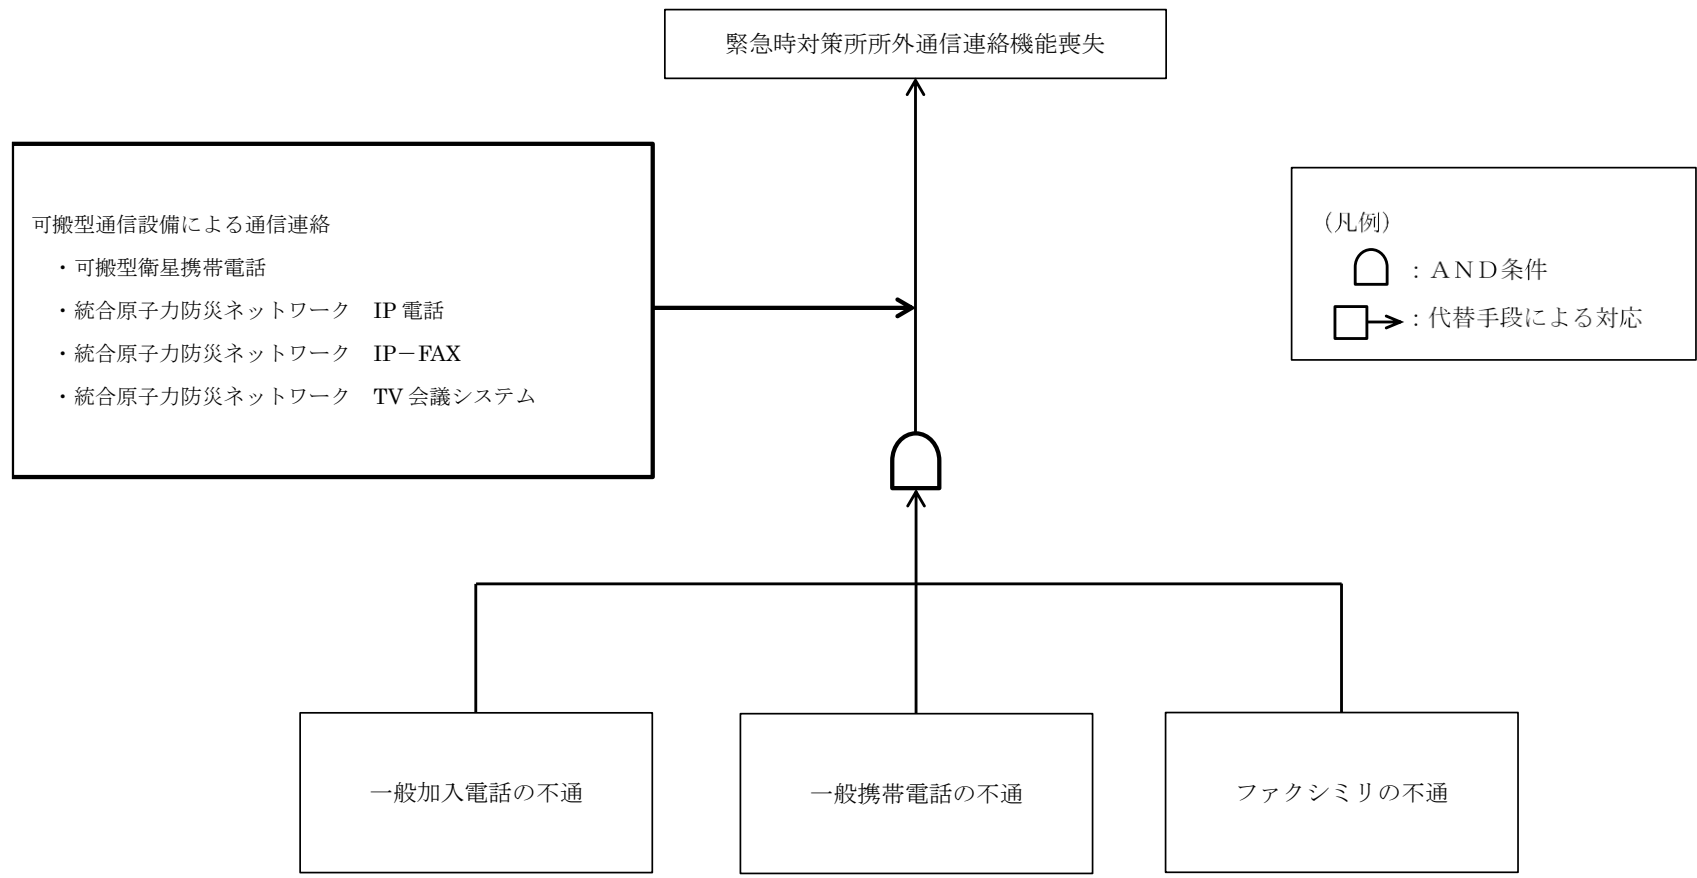 緊急時対策所所外通信連絡機能喪失
可搬型通信設備による通信連絡
・可搬型衛星携帯電話
・統合原子力防災ネットワーク　IP電話
・統合原子力防災ネットワーク　IP－FAX
・統合原子力防災ネットワーク　TV会議システム
（凡例）
：ＡＮＤ条件
：代替手段による対応
一般加入電話の不通
一般携帯電話の不通
ファクシミリの不通